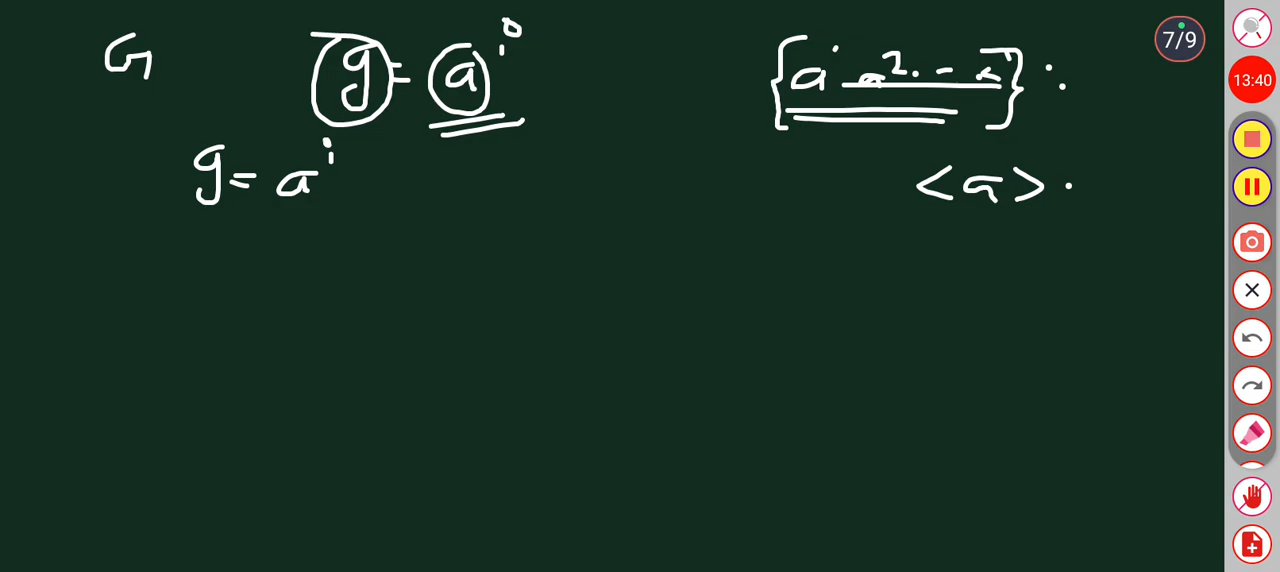 G g = a^i {a^1 a^2 . - a^n} :
g = a^i <a> .
7/9
13:40